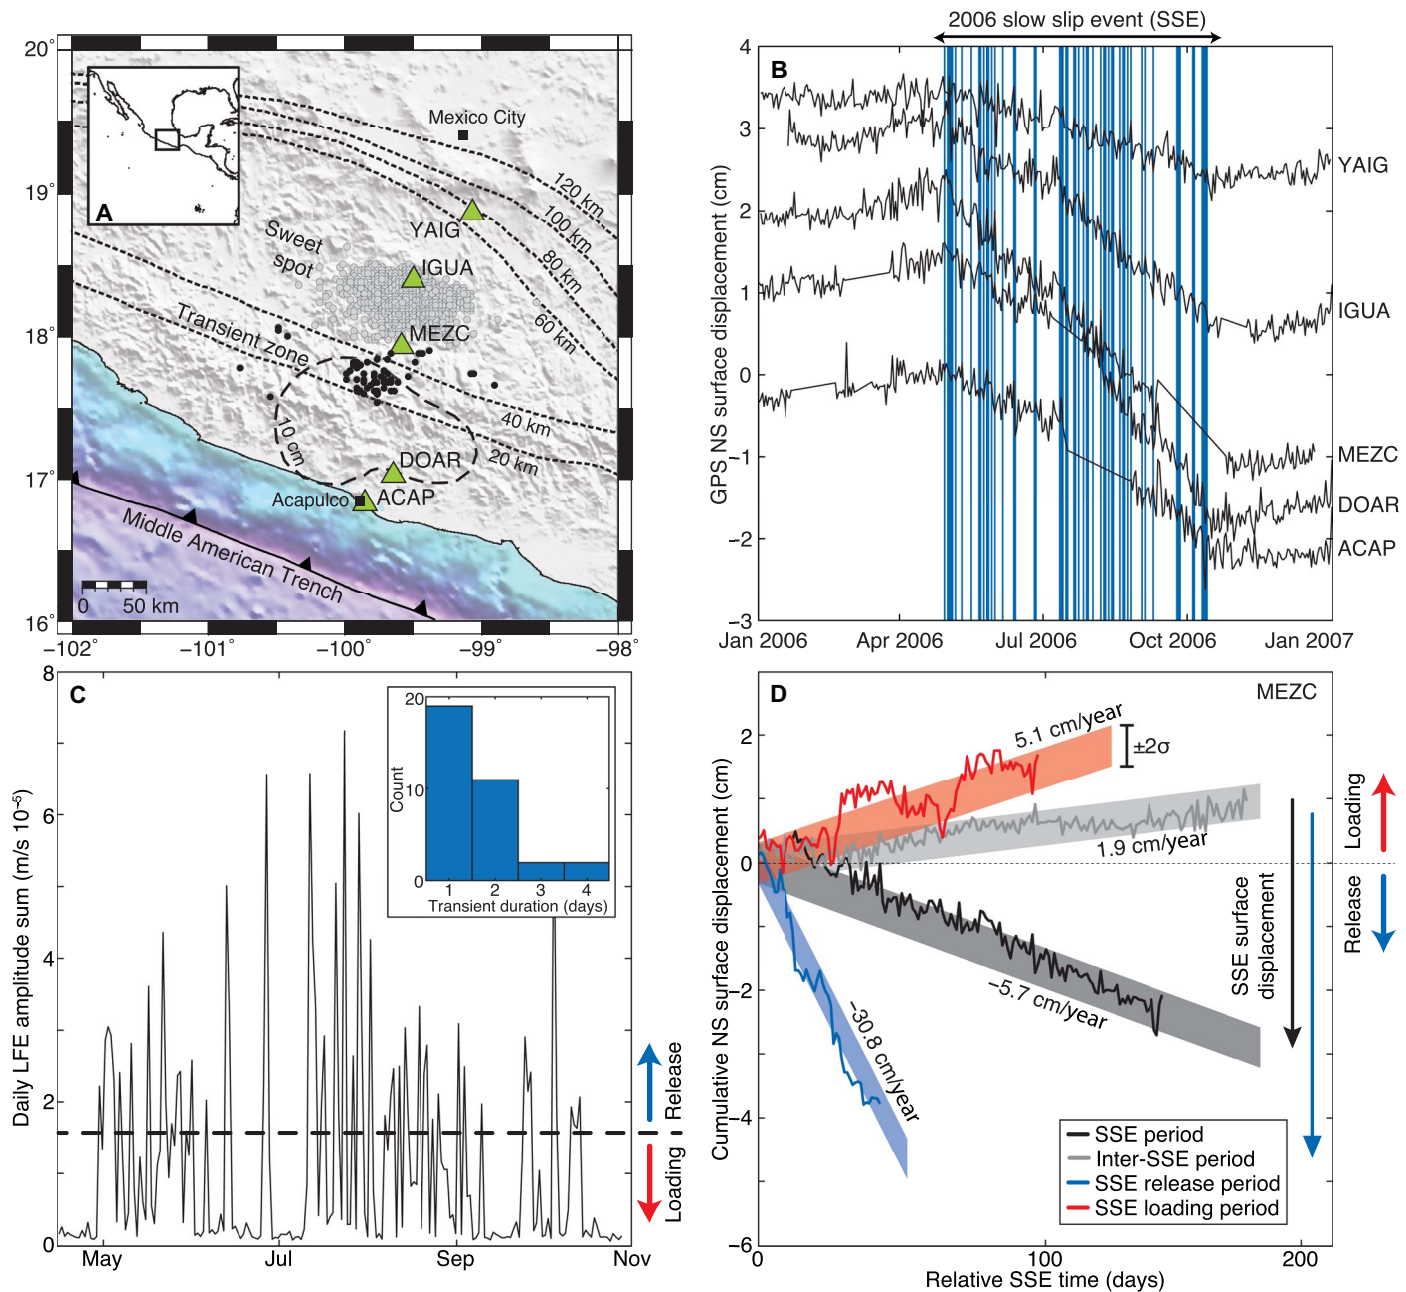 20°
19°
18°
17°
16°
−102°
−101°
−100°
−99°
−98°
A
Mexico City
120 km
100 km
80 km
60 km
40 km
20 km
YAIG
Sweet
spot
IGUA
MEZC
Transient zone
10 cm
DOAR
Acapulco
ACAP
Middle American Trench
0
50 km
2006 slow slip event (SSE)
B
GPS NS surface displacement (cm)
4
3
2
1
0
−1
−2
−3
Jan 2006
Apr 2006
Jul 2006
Oct 2006
Jan 2007
YAIG
IGUA
MEZC
DOAR
ACAP
C
Daily LFE amplitude sum (m/s 10⁻⁵)
8
6
4
2
0
May
Jul
Sep
Nov
Release
Loading
Count
20
10
0
1
2
3
4
Transient duration (days)
D
MEZC
Cumulative NS surface displacement (cm)
2
0
−2
−4
−6
0
100
200
Relative SSE time (days)
5.1 cm/year
±2σ
1.9 cm/year
−5.7 cm/year
−30.8 cm/year
SSE surface
displacement
Loading
Release
SSE period
Inter-SSE period
SSE release period
SSE loading period